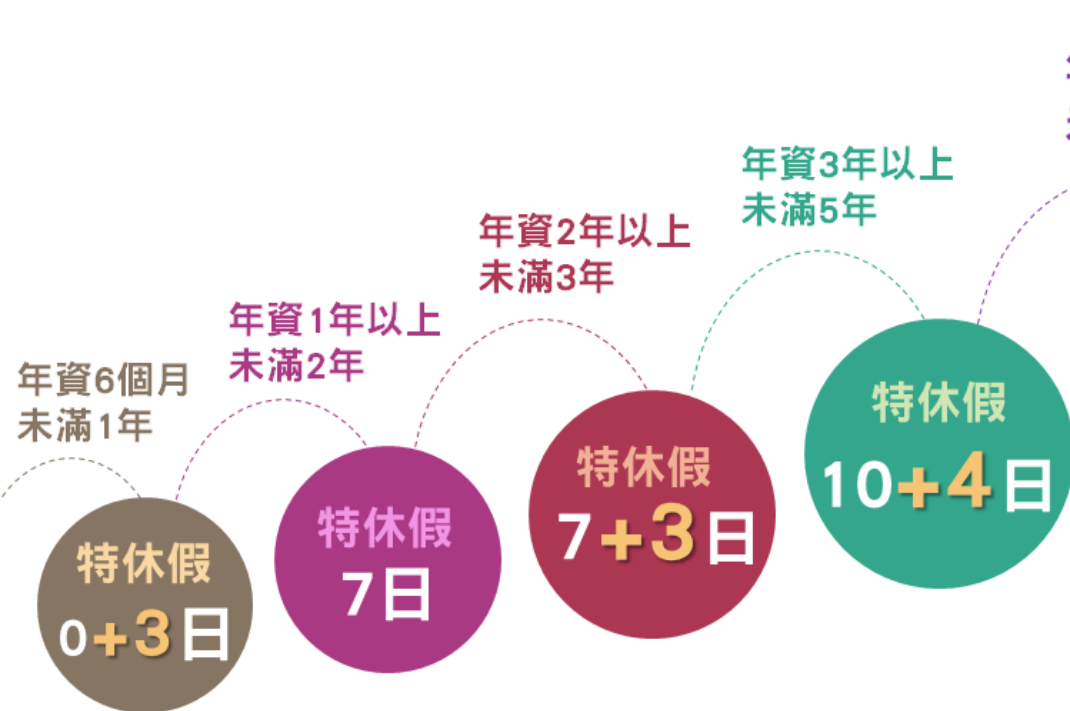 年資6個月
未滿1年
特休假
0+3日
年資1年以上
未滿2年
特休假
7日
年資2年以上
未滿3年
特休假
7+3日
年資3年以上
未滿5年
特休假
10+4日